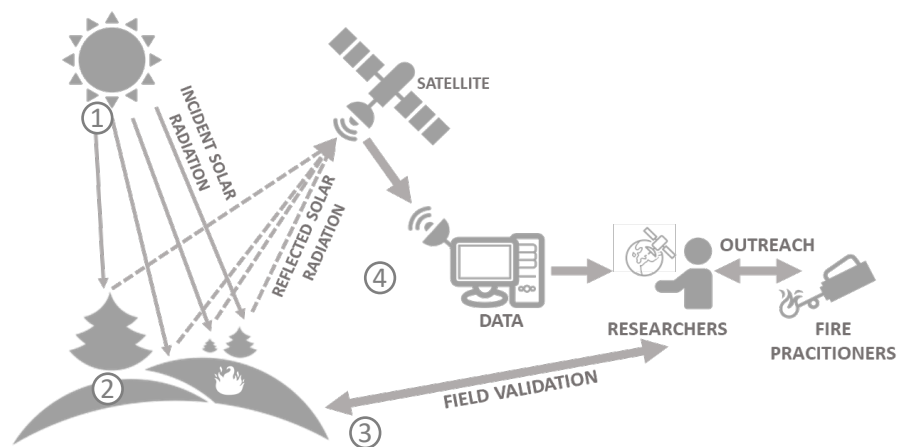 1
INCIDENT SOLAR
RADIATION
SATELLITE
REFLECTED SOLAR
RADIATION
4
OUTREACH
DATA
RESEARCHERS
FIRE
PRACITIONERS
2
FIELD VALIDATION
3